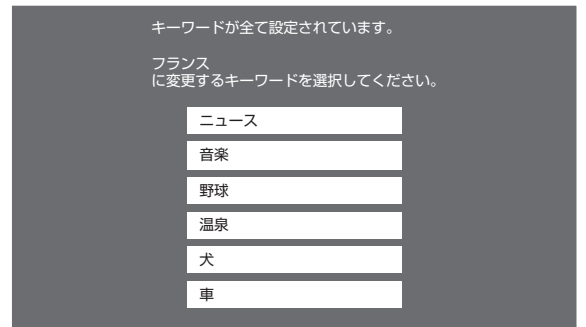 キーワードが全て設定されています。
フランス
に変更するキーワードを選択してください。
ニュース
音楽
野球
温泉
犬
車